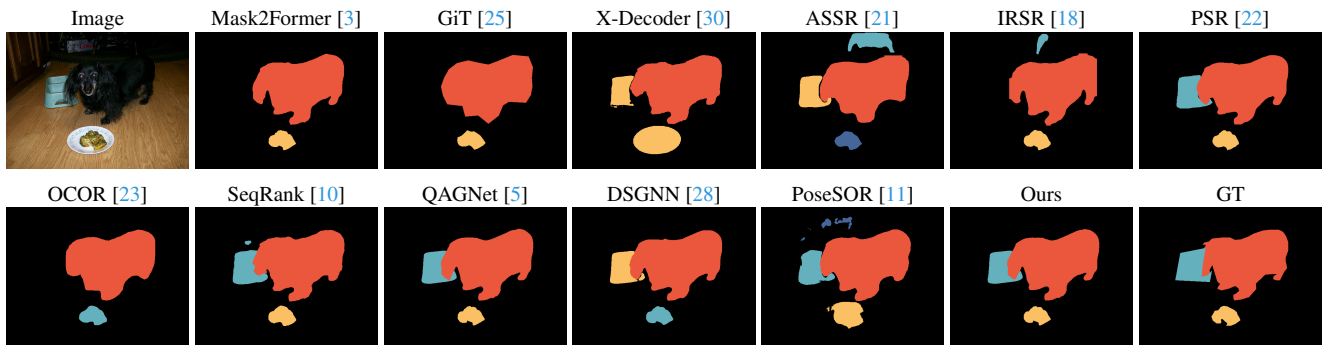 Image Mask2Former [3] GiT [25] X-Decoder [30] ASSR [21] IRSR [18] PSR [22]
OCOR [23] SeqRank [10] QAGNet [5] DSGNN [28] PoseSOR [11] Ours GT